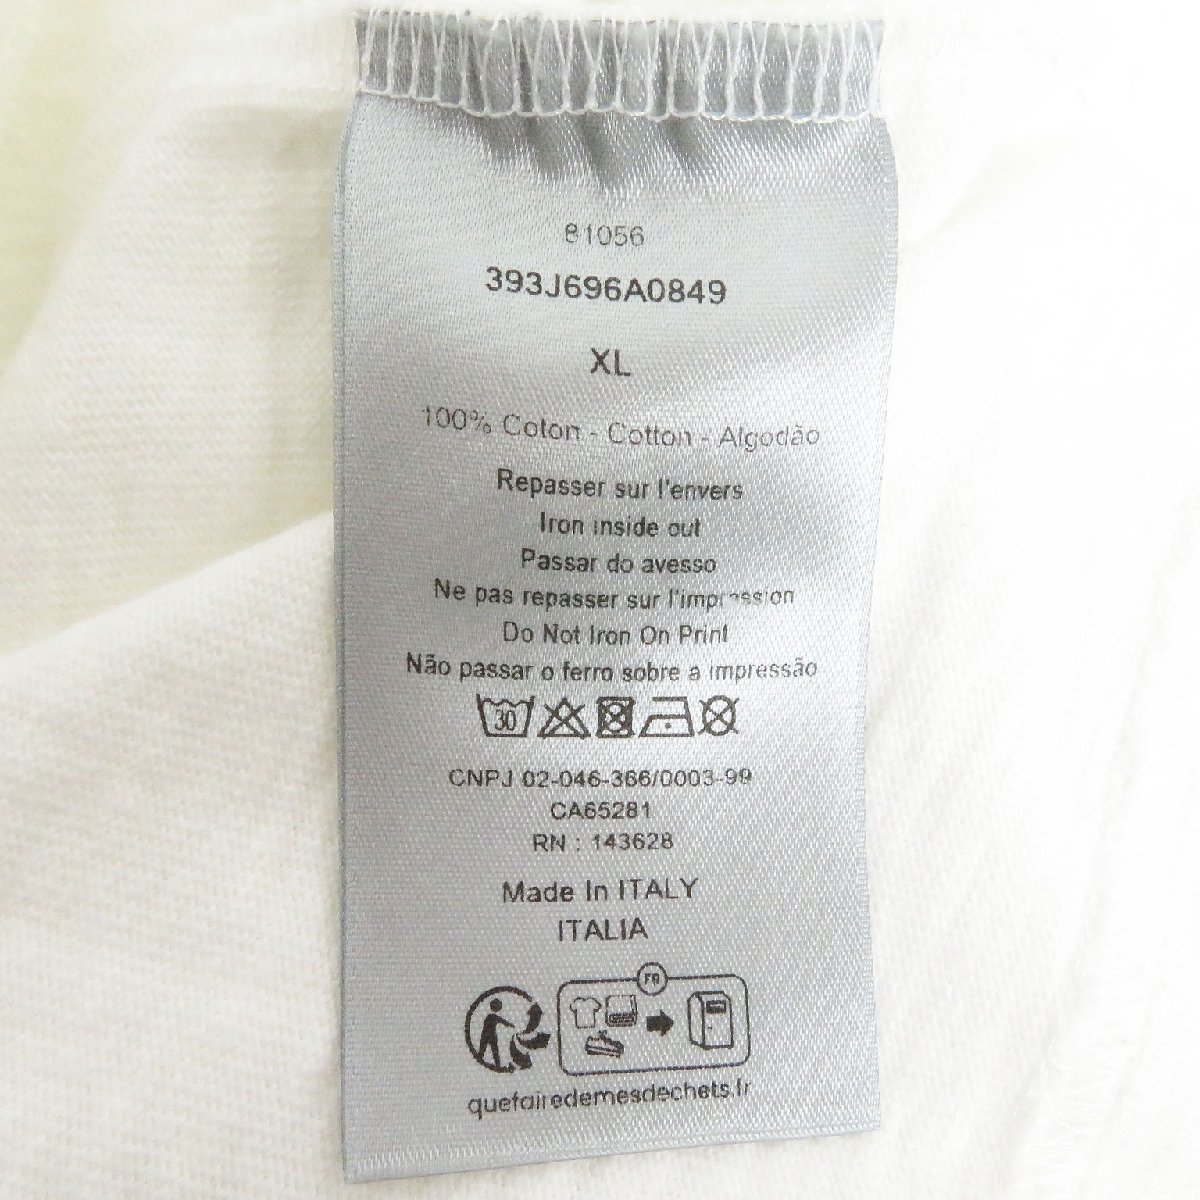 81056
393J696A0849
XL
100% Coton - Cotton - Algodão
Repasser sur l'envers
Iron inside out
Passar do avesso
Ne pas repasser sur l'impression
Do Not Iron On Print
Não passar o ferro sobre a impressão
30
CNPJ 02-046-366/0003-99
CA65281
RN : 143628
Made In ITALY
ITALIA
FR
quefairedemesdechets.fr